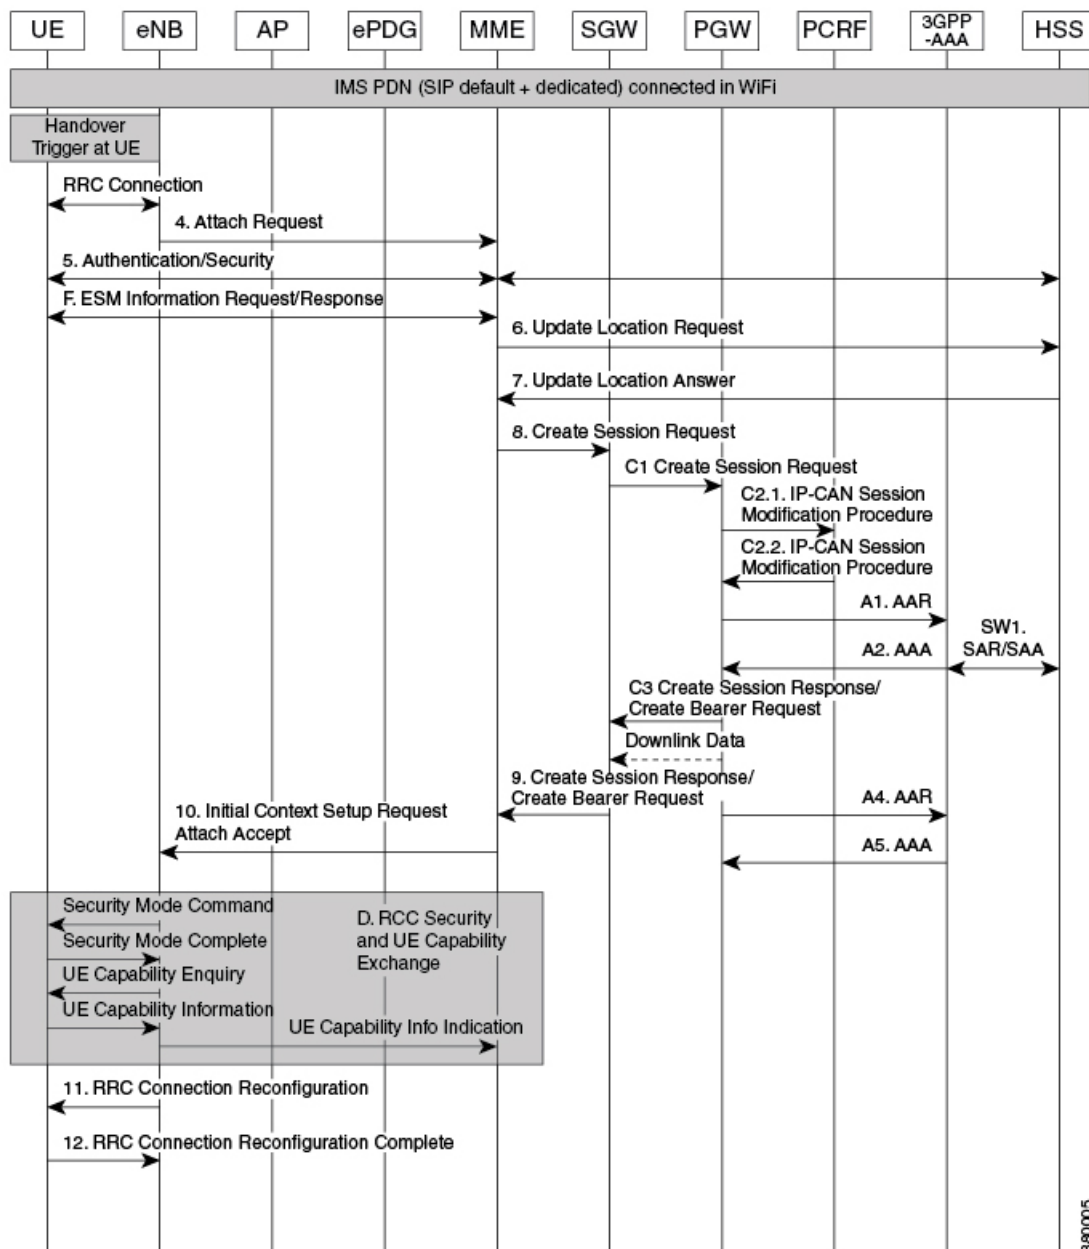 UE eNB AP ePDG MME SGW PGW PCRF 3GPP HSS
-AAA
IMS PDN (SIP default + dedicated) connected in WiFi
Handover
Trigger at UE
RRC Connection
4. Attach Request
5. Authentication/Security
F. ESM Information Request/Response
6. Update Location Request
7. Update Location Answer
8. Create Session Request
C1 Create Session Request
C2.1. IP-CAN Session
Modification Procedure
C2.2. IP-CAN Session
Modification Procedure
A1. AAR
SW1.
SAR/SAA
A2. AAA
C3 Create Session Response/
Create Bearer Request
Downlink Data
9. Create Session Response/
Create Bearer Request
A4. AAR
10. Initial Context Setup Request
Attach Accept
A5. AAA
Security Mode Command
D. RCC Security
and UE Capability
Exchange
Security Mode Complete
UE Capability Enquiry
UE Capability Information
UE Capability Info Indication
11. RRC Connection Reconfiguration
12. RRC Connection Reconfiguration Complete